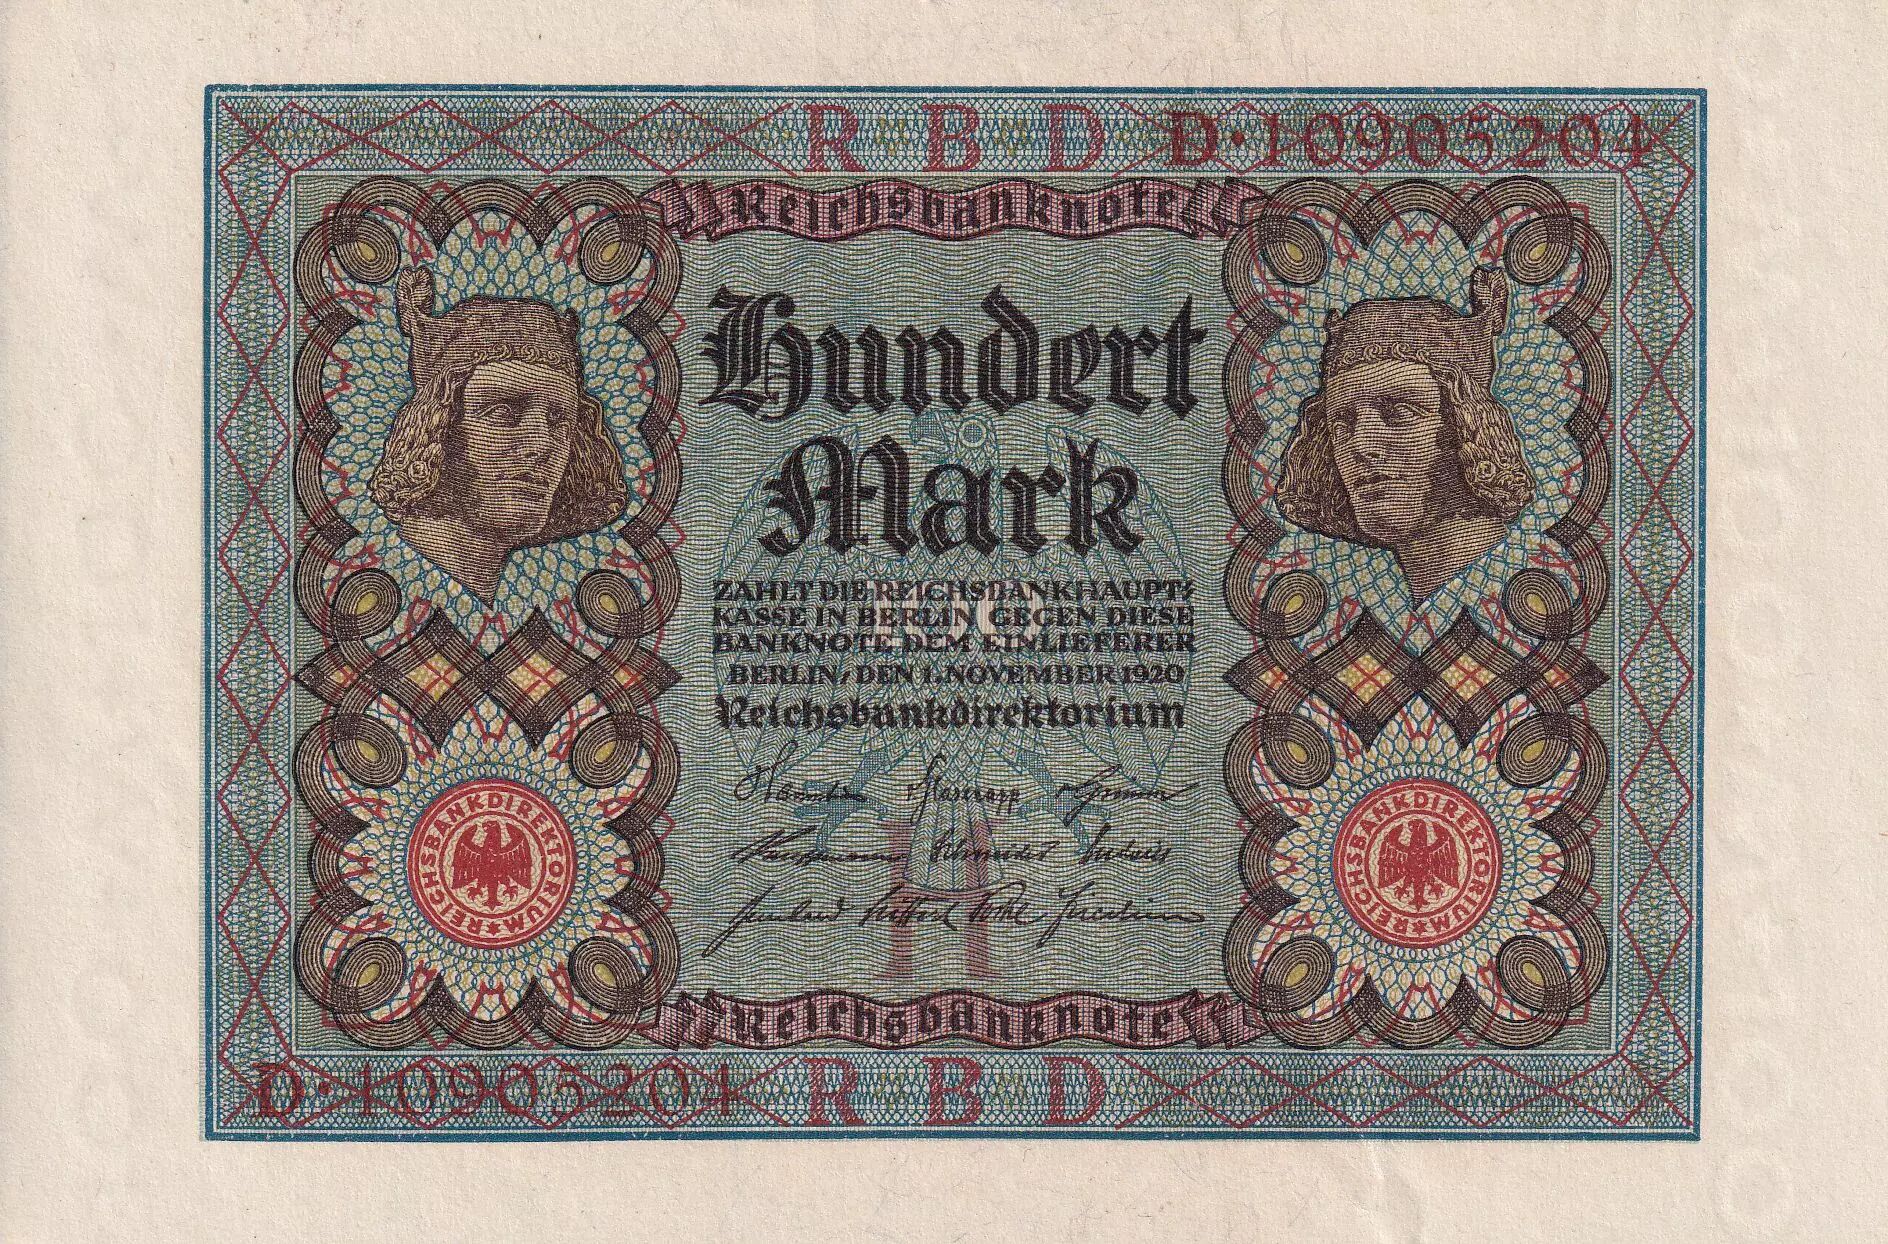 R B D D·10905204
Reichsbanknote
Hundert
Mark
ZAHLT DIE REICHSBANKHAUPT⸗
KASSE IN BERLIN GEGEN DIESE
BANKNOTE DEM EINLIEFERER
BERLIN, DEN 1. NOVEMBER 1920
Reichsbankdirektorium
REICHSBANKDIREKTORIUM
REICHSBANKDIREKTORIUM
H
Reichsbanknote
D·10905204 R B D